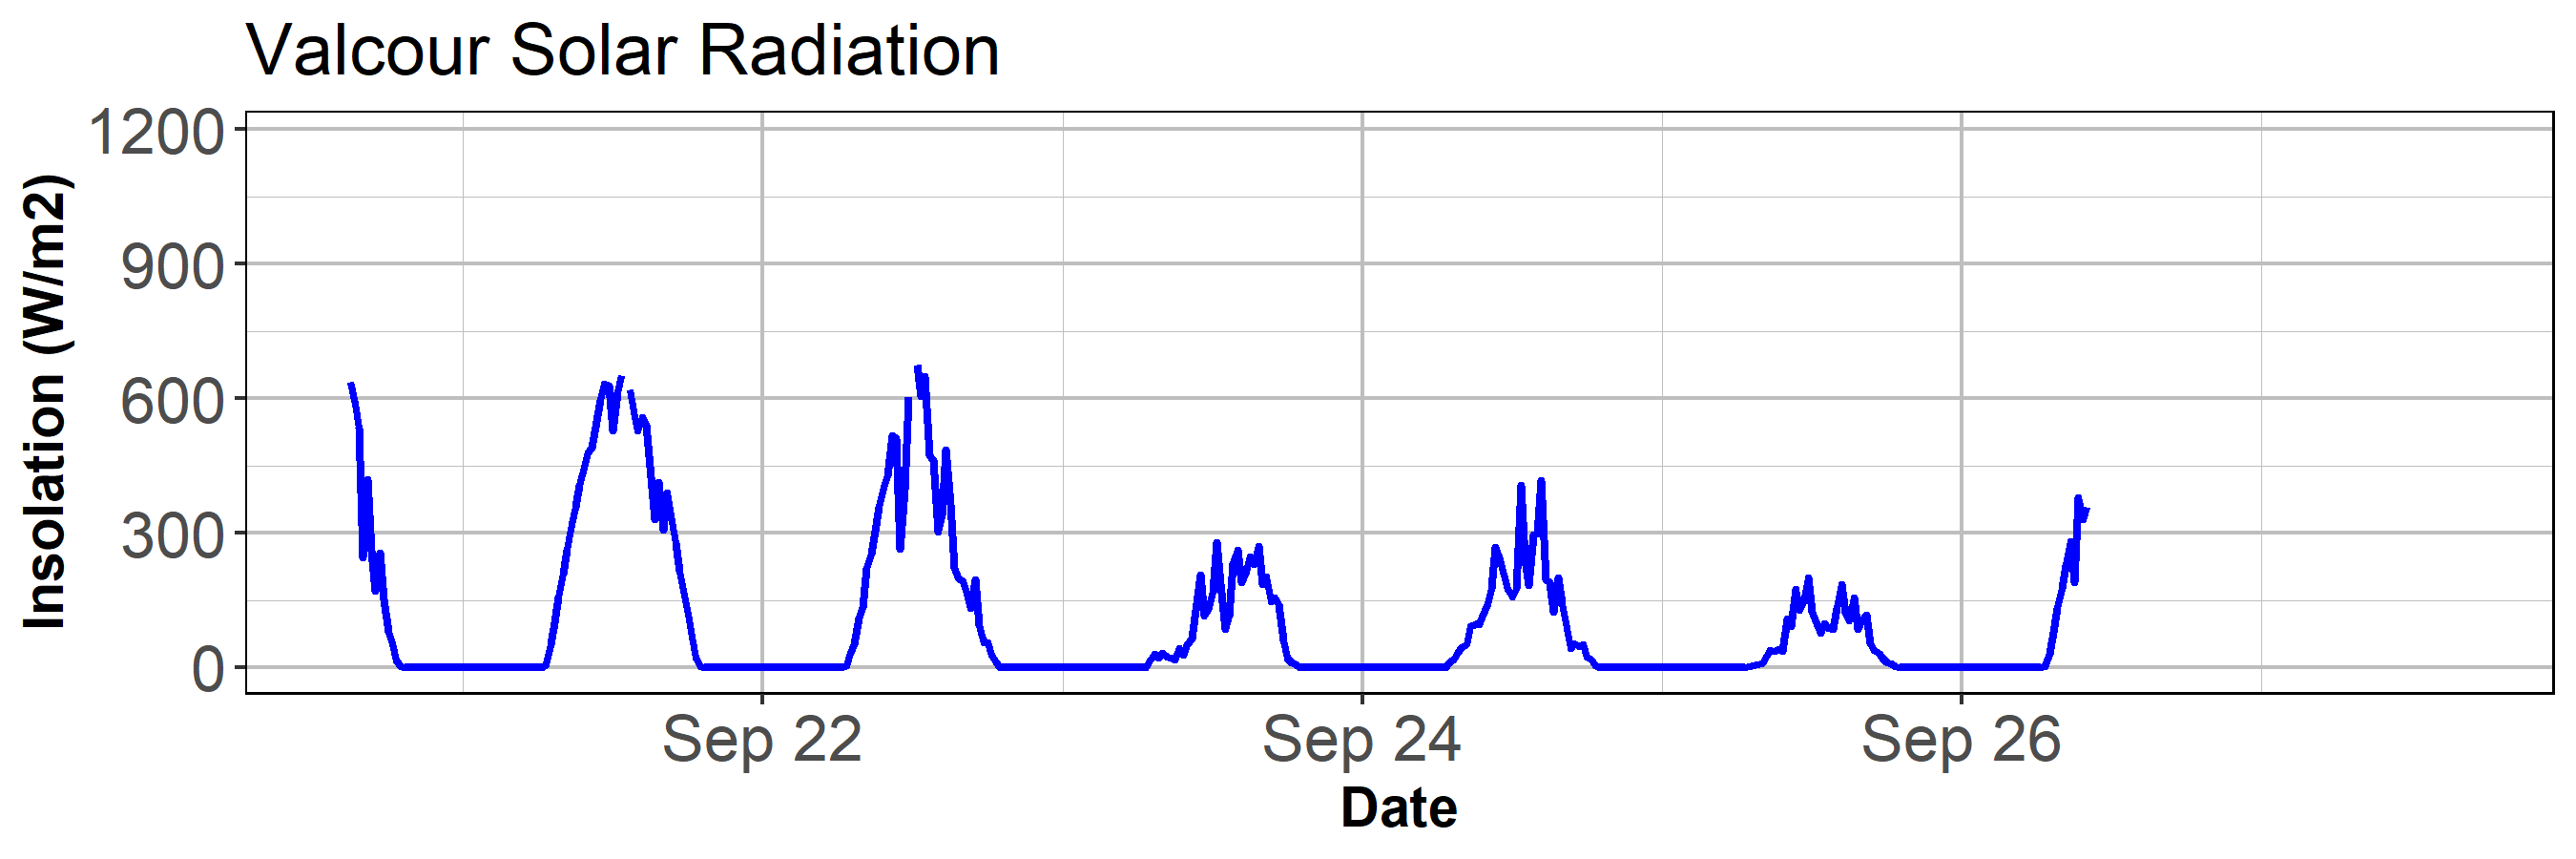 Valcour Solar Radiation
1200
900
600
300
0
Insolation (W/m2)
Sep 22
Sep 24
Sep 26
Date